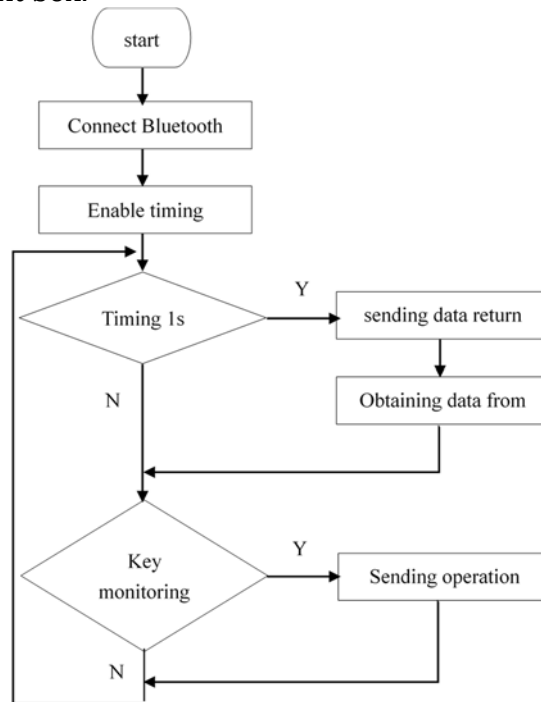 start
Connect Bluetooth
Enable timing
Timing 1s
Y
sending data return
N
Obtaining data from
Key
monitoring
Y
Sending operation
N